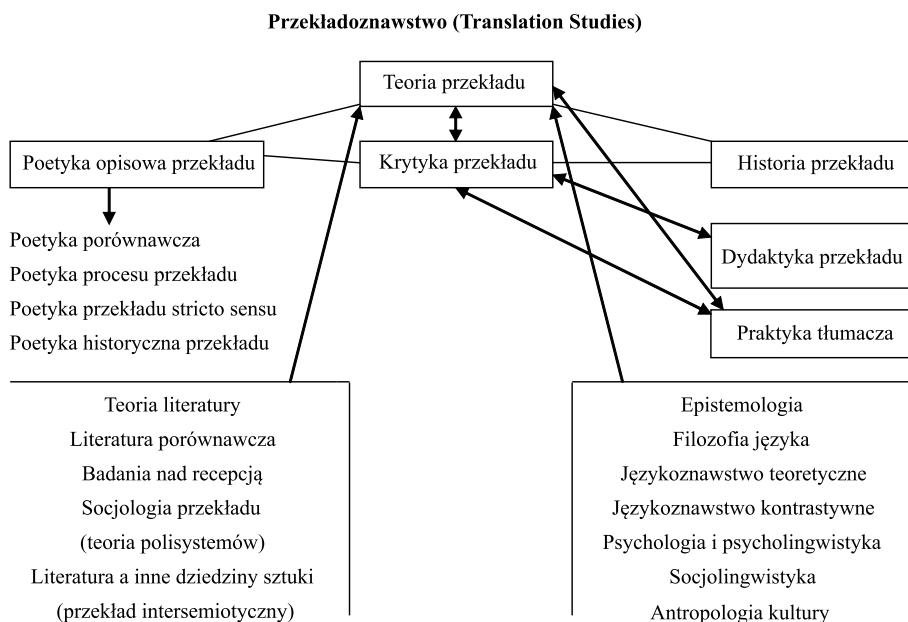 Przekładoznawstwo (Translation Studies)
Teoria przekładu
Poetyka opisowa przekładu
Krytyka przekładu
Historia przekładu
Poetyka porównawcza
Poetyka procesu przekładu
Poetyka przekładu stricto sensu
Poetyka historyczna przekładu
Dydaktyka przekładu
Praktyka tłumacza
Teoria literatury
Literatura porównawcza
Badania nad recepcją
Socjologia przekładu
(teoria polisystemów)
Literatura a inne dziedziny sztuki
(przekład intersemiotyczny)
Epistemologia
Filozofia języka
Językoznawstwo teoretyczne
Językoznawstwo kontrastywne
Psychologia i psycholingwistyka
Socjolingwistyka
Antropologia kultury